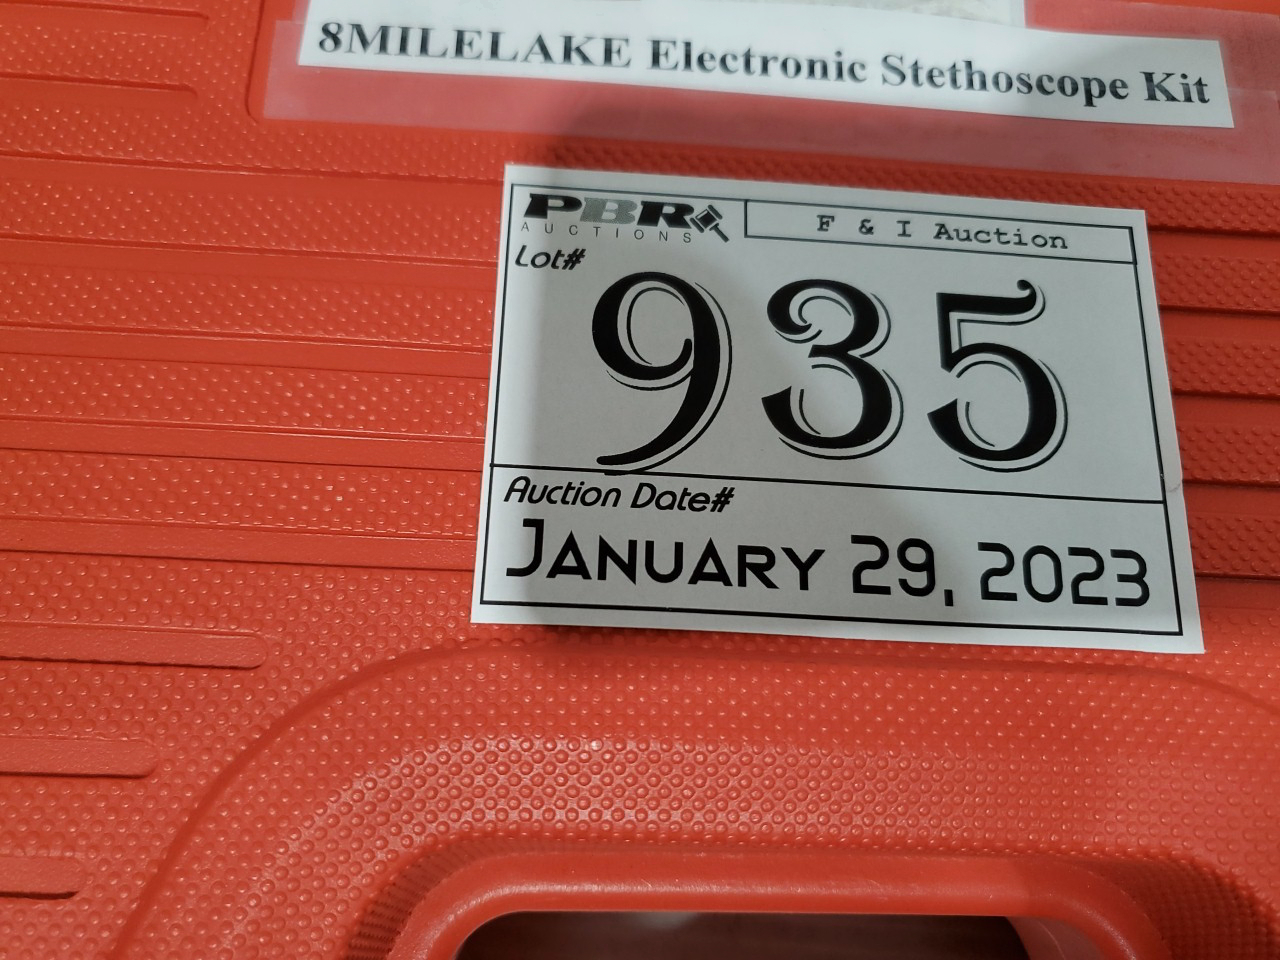 8MILELAKE Electronic Stethoscope Kit
PBR
AUCTIONS
F & I Auction
Lot#
935
Auction Date#
JANUARY 29, 2023